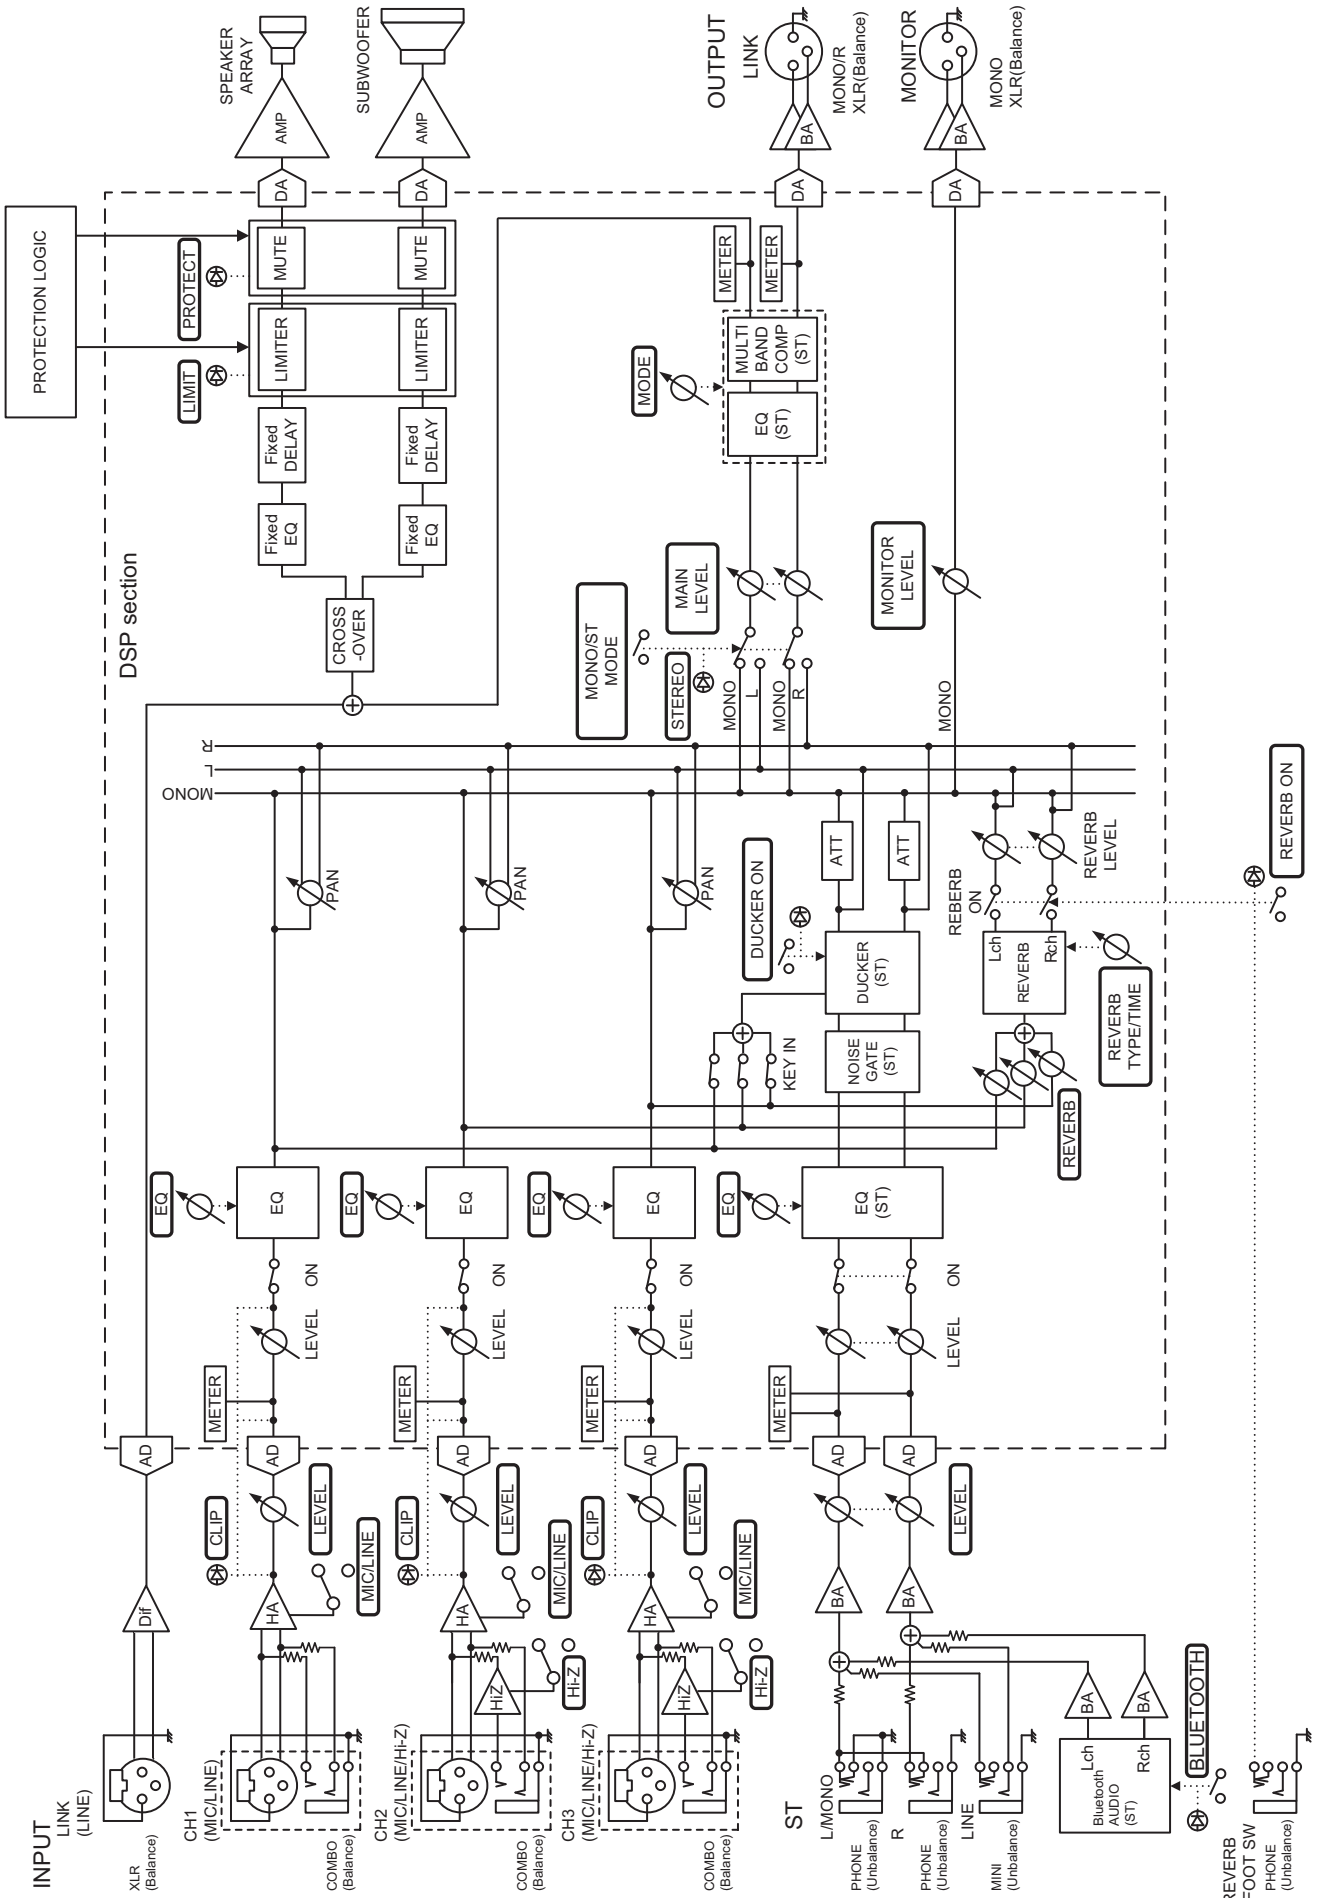 INPUT
LINK
(LINE)
XLR
(Balance)
Dif
AD
DSP section
PROTECTION LOGIC
CH1
(MIC/LINE)
COMBO
(Balance)
HA
MIC/LINE
CLIP
LEVEL
AD
METER
LEVEL
ON
EQ
EQ
PAN
CH2
(MIC/LINE/Hi-Z)
COMBO
(Balance)
HiZ
Hi-Z
HA
MIC/LINE
CLIP
LEVEL
AD
METER
LEVEL
ON
EQ
EQ
PAN
CH3
(MIC/LINE/Hi-Z)
COMBO
(Balance)
HiZ
Hi-Z
HA
MIC/LINE
CLIP
LEVEL
AD
METER
LEVEL
ON
EQ
EQ
PAN
ST
L/MONO
PHONE
(Unbalance)
R
PHONE
(Unbalance)
LINE
MINI
(Unbalance)
BA
BA
LEVEL
AD
AD
METER
LEVEL
ON
EQ
EQ
(ST)
NOISE
GATE
(ST)
KEY IN
DUCKER
(ST)
DUCKER ON
ATT
ATT
Bluetooth
AUDIO
(ST)
Lch
Rch
BA
BA
BLUETOOTH
REVERB
FOOT SW
PHONE
(Unbalance)
REVERB
REVERB
Lch
Rch
REVERB
TYPE/TIME
REBERB
ON
REVERB
LEVEL
REVERB ON
MONO
L
R
CROSS
-OVER
Fixed
EQ
Fixed
DELAY
LIMIT
LIMITER
PROTECT
MUTE
DA
AMP
SPEAKER
ARRAY
Fixed
EQ
Fixed
DELAY
LIMITER
MUTE
DA
AMP
SUBWOOFER
MONO/ST
MODE
STEREO
MONO
L
MONO
R
MAIN
LEVEL
MODE
EQ
(ST)
MULTI
BAND
COMP
(ST)
METER
METER
DA
BA
OUTPUT
LINK
MONO/R
XLR(Balance)
MONO
MONITOR
LEVEL
DA
BA
MONITOR
MONO
XLR(Balance)